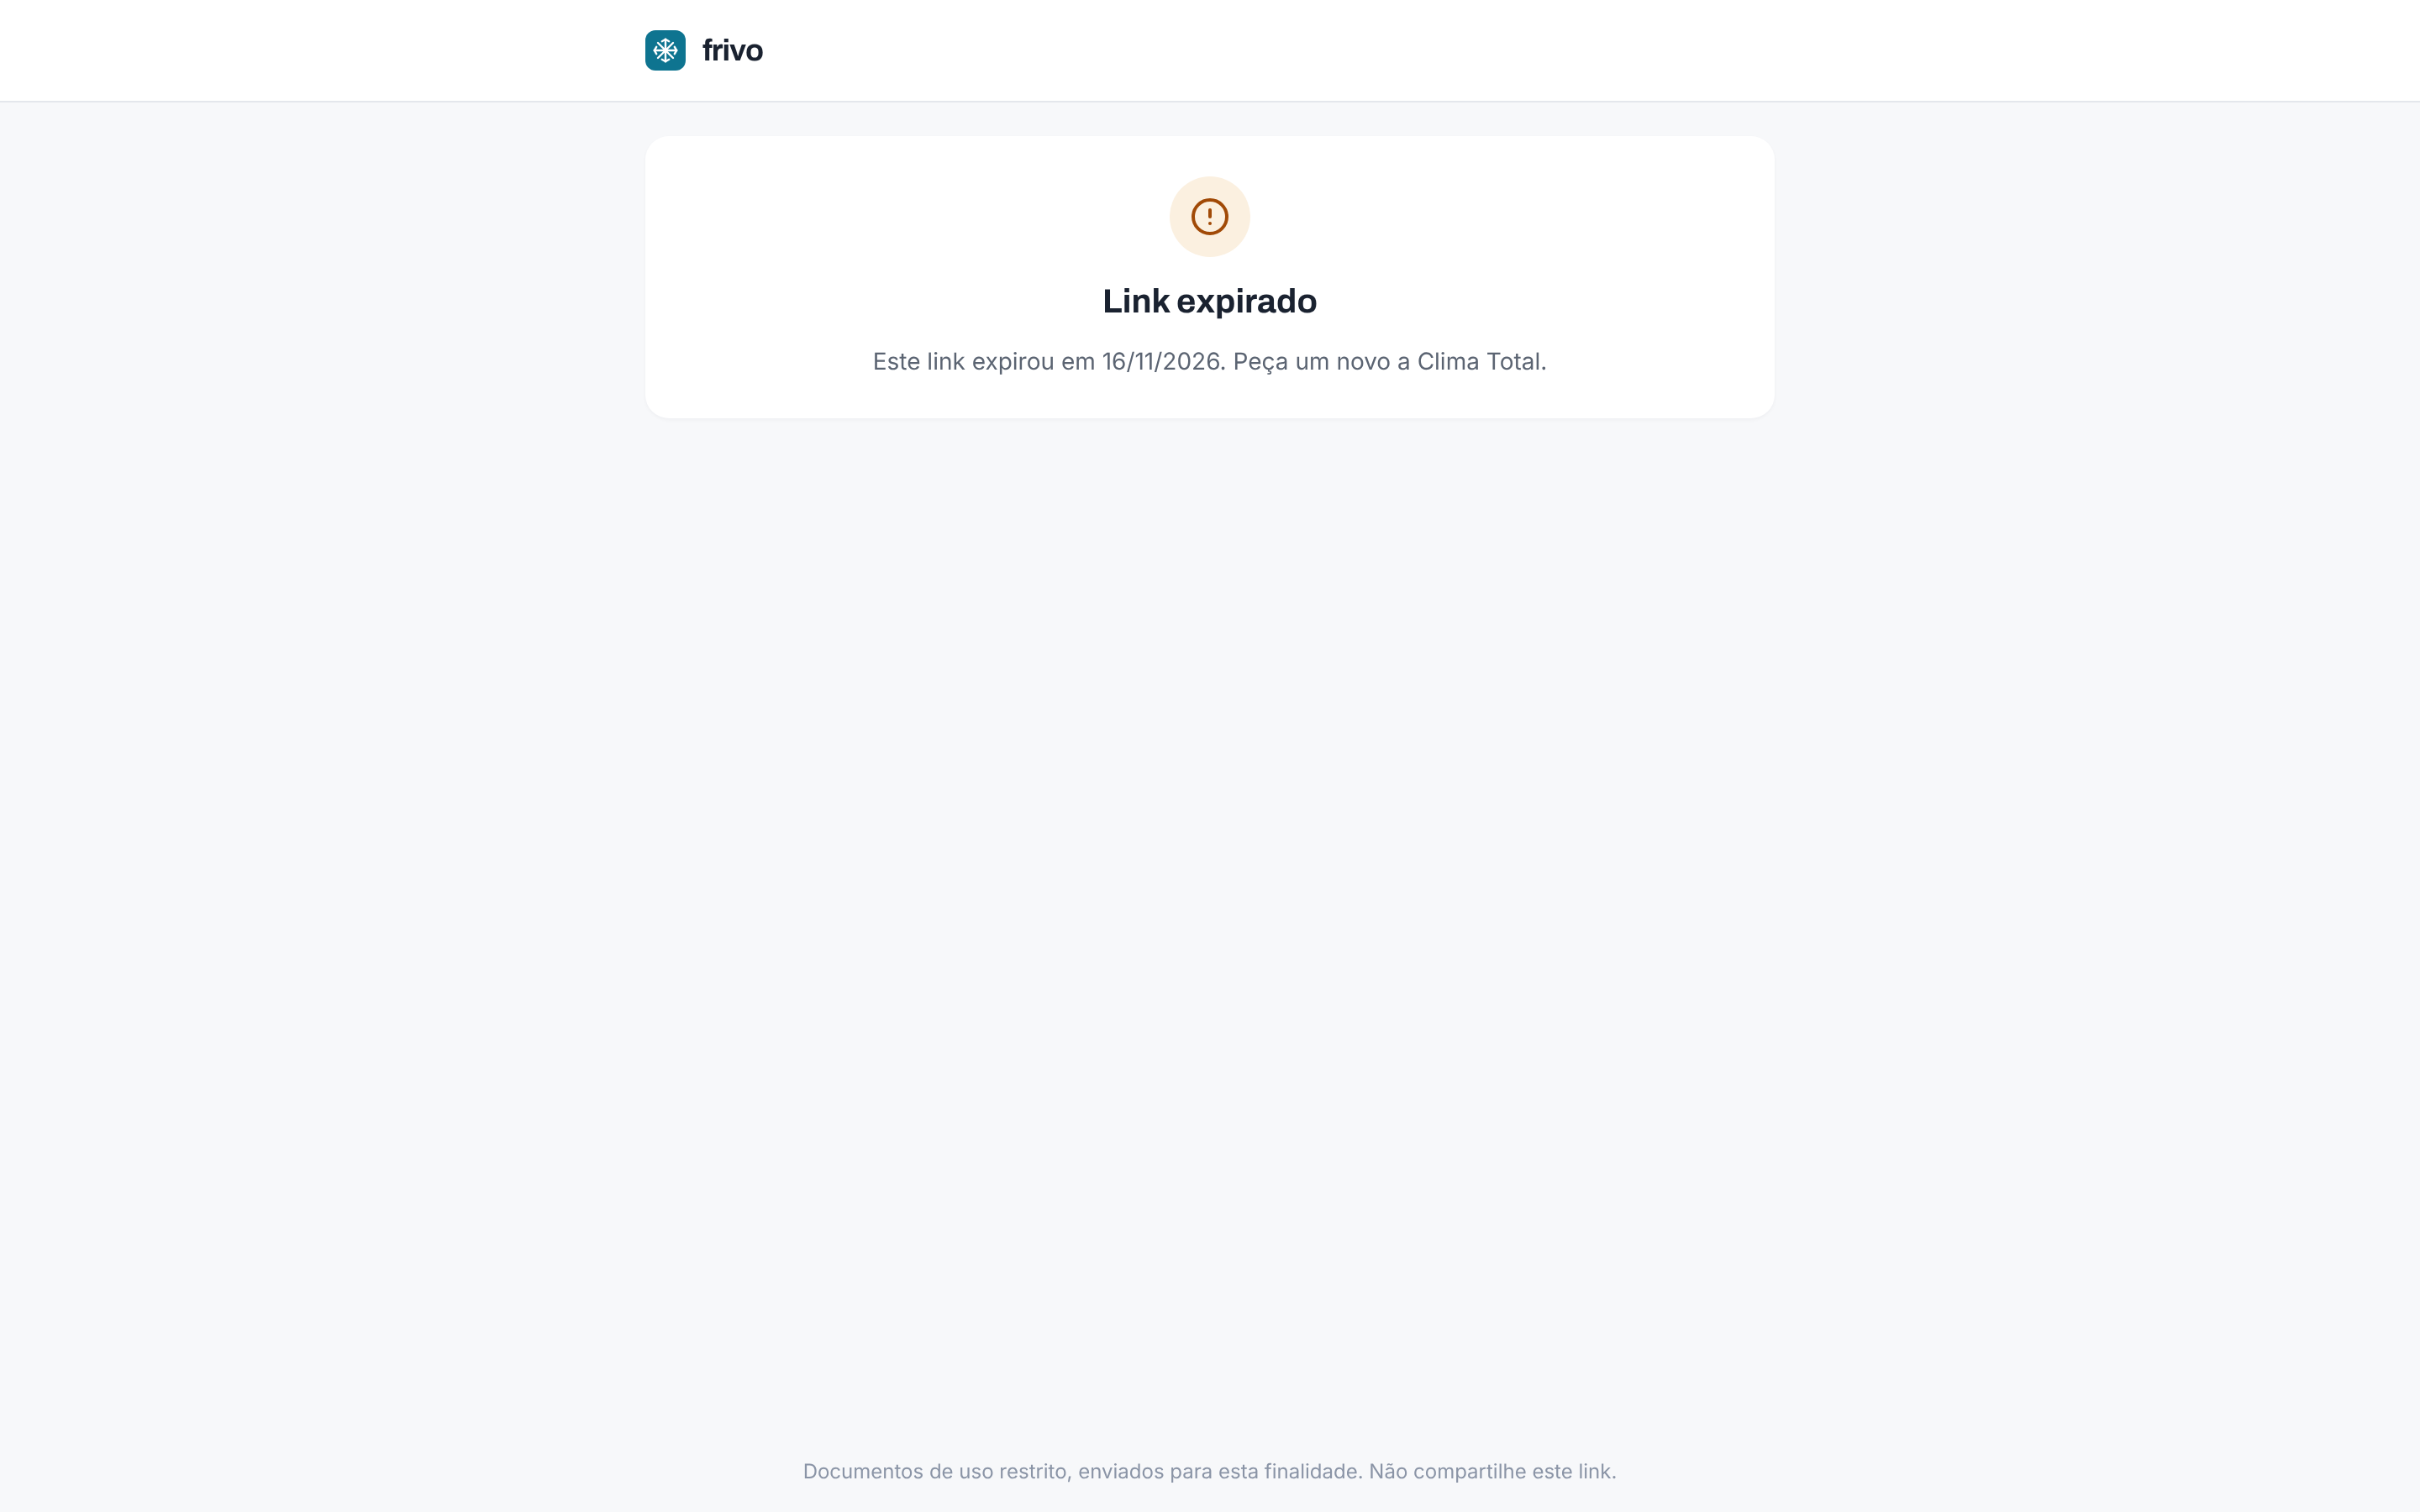 frivo
Link expirado
Este link expirou em 16/11/2026. Peça um novo a Clima Total.
Documentos de uso restrito, enviados para esta finalidade. Não compartilhe este link.